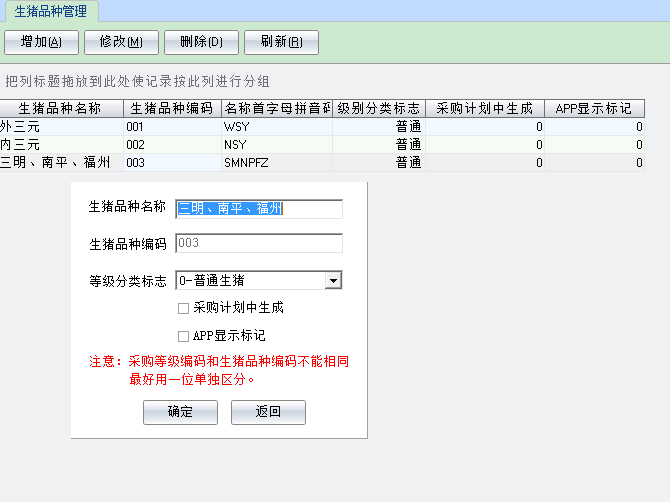 生猪品种管理
增加(A) 修改(M) 删除(D) 刷新(R)
把列标题拖放到此处使记录按此列进行分组
生猪品种名称 生猪品种编码 名称首字母拼音码 级别分类标志 采购计划中生成 APP显示标记
外三元 001 WSY 普通 0 0
内三元 002 NSY 普通 0 0
三明、南平、福州 003 SMNPFZ 普通 0 0
生猪品种名称 三明、南平、福州
生猪品种编码 003
等级分类标志 0-普通生猪
采购计划中生成
APP显示标记
注意：采购等级编码和生猪品种编码不能相同
最好用一位单独区分。
确定 返回